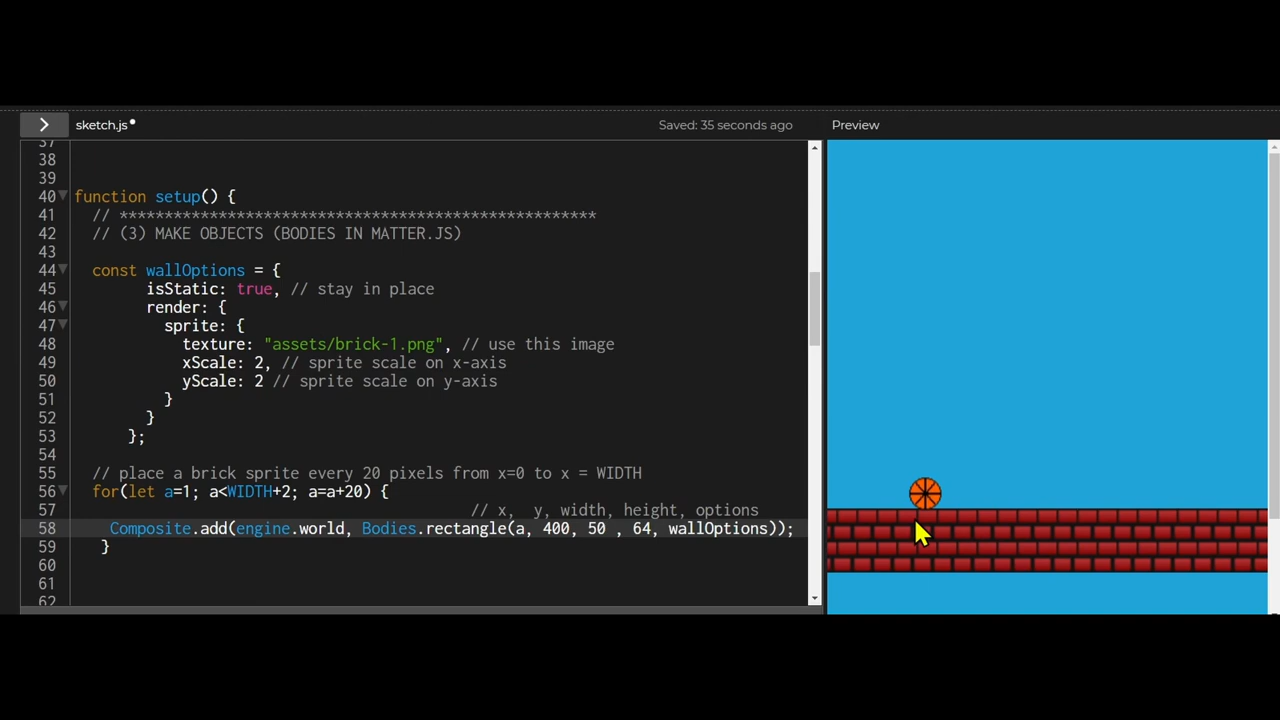 sketch.js
Saved: 35 seconds ago
Preview
37
38
39
40 function setup() {
41 // *****************************************************
42 // (3) MAKE OBJECTS (BODIES IN MATTER.JS)
43
44 const wallOptions = {
45 isStatic: true, // stay in place
46 render: {
47 sprite: {
48 texture: "assets/brick-1.png", // use this image
49 xScale: 2, // sprite scale on x-axis
50 yScale: 2 // sprite scale on y-axis
51 }
52 }
53 };
54
55 // place a brick sprite every 20 pixels from x=0 to x = WIDTH
56 for(let a=1; a<WIDTH+2; a=a+20) {
57 // x, y, width, height, options
58 Composite.add(engine.world, Bodies.rectangle(a, 400, 50 , 64, wallOptions));
59 }
60
61
62